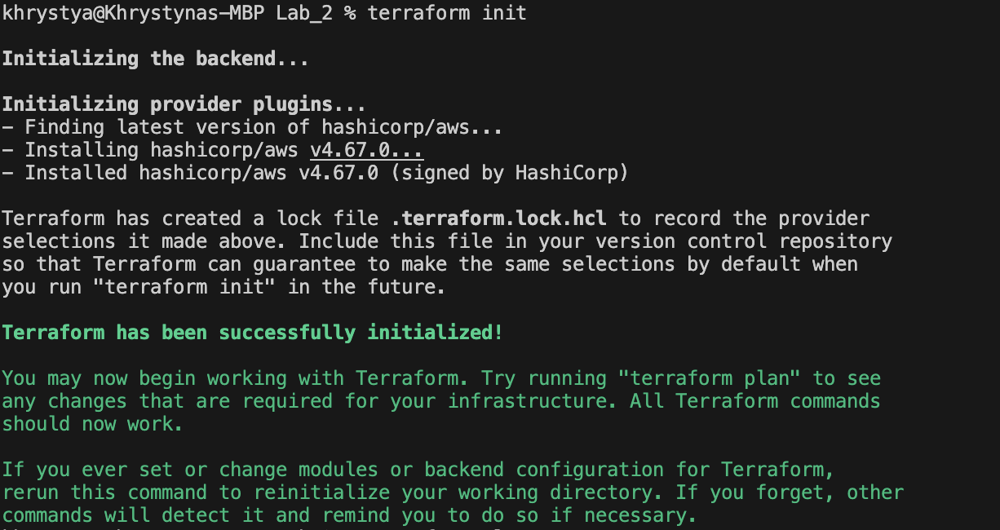 khrystya@Khrystynas-MBP Lab_2 % terraform init
Initializing the backend...
Initializing provider plugins...
- Finding latest version of hashicorp/aws...
- Installing hashicorp/aws v4.67.0...
- Installed hashicorp/aws v4.67.0 (signed by HashiCorp)
Terraform has created a lock file .terraform.lock.hcl to record the provider
selections it made above. Include this file in your version control repository
so that Terraform can guarantee to make the same selections by default when
you run "terraform init" in the future.
Terraform has been successfully initialized!
You may now begin working with Terraform. Try running "terraform plan" to see
any changes that are required for your infrastructure. All Terraform commands
should now work.
If you ever set or change modules or backend configuration for Terraform,
rerun this command to reinitialize your working directory. If you forget, other
commands will detect it and remind you to do so if necessary.